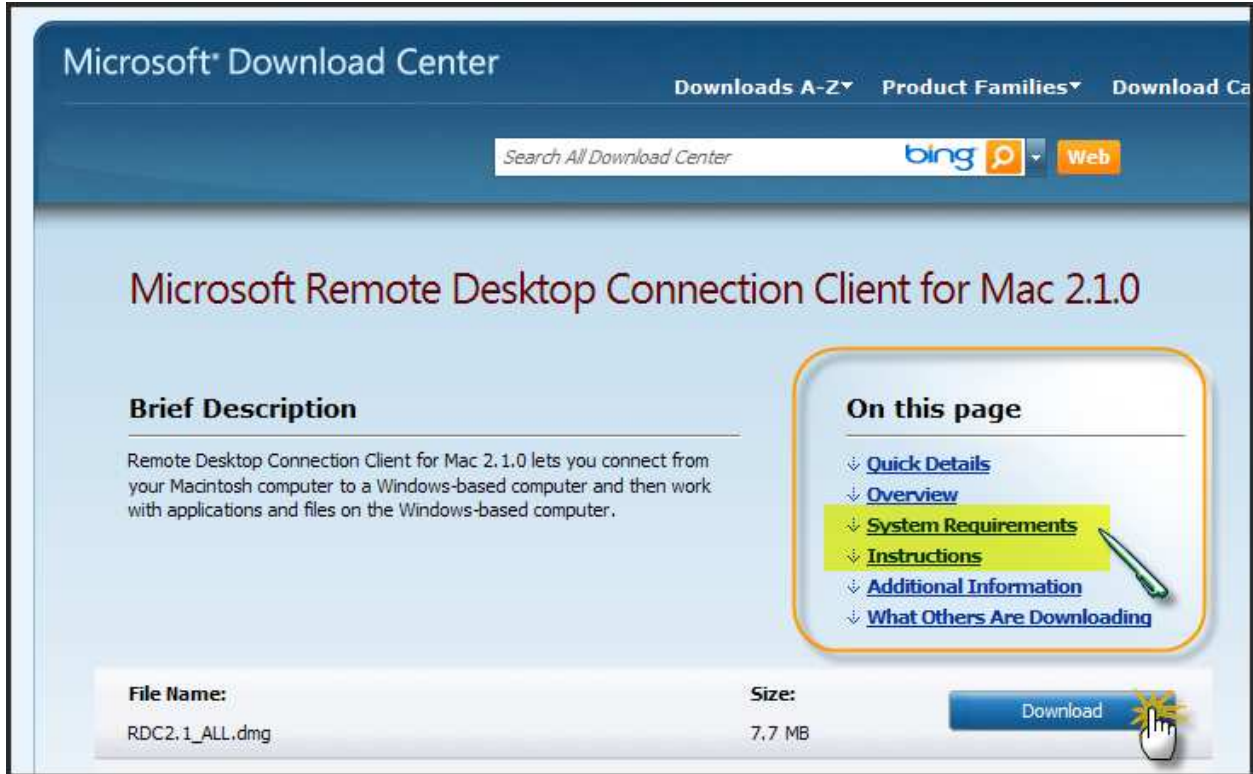 Microsoft® Download Center
Downloads A-Z Product Families Download Ca
Search All Download Center bing Web
Microsoft Remote Desktop Connection Client for Mac 2.1.0
Brief Description
Remote Desktop Connection Client for Mac 2.1.0 lets you connect from
your Macintosh computer to a Windows-based computer and then work
with applications and files on the Windows-based computer.
On this page
Quick Details
Overview
System Requirements
Instructions
Additional Information
What Others Are Downloading
File Name: Size:
Download
RDC2.1_ALL.dmg 7.7 MB